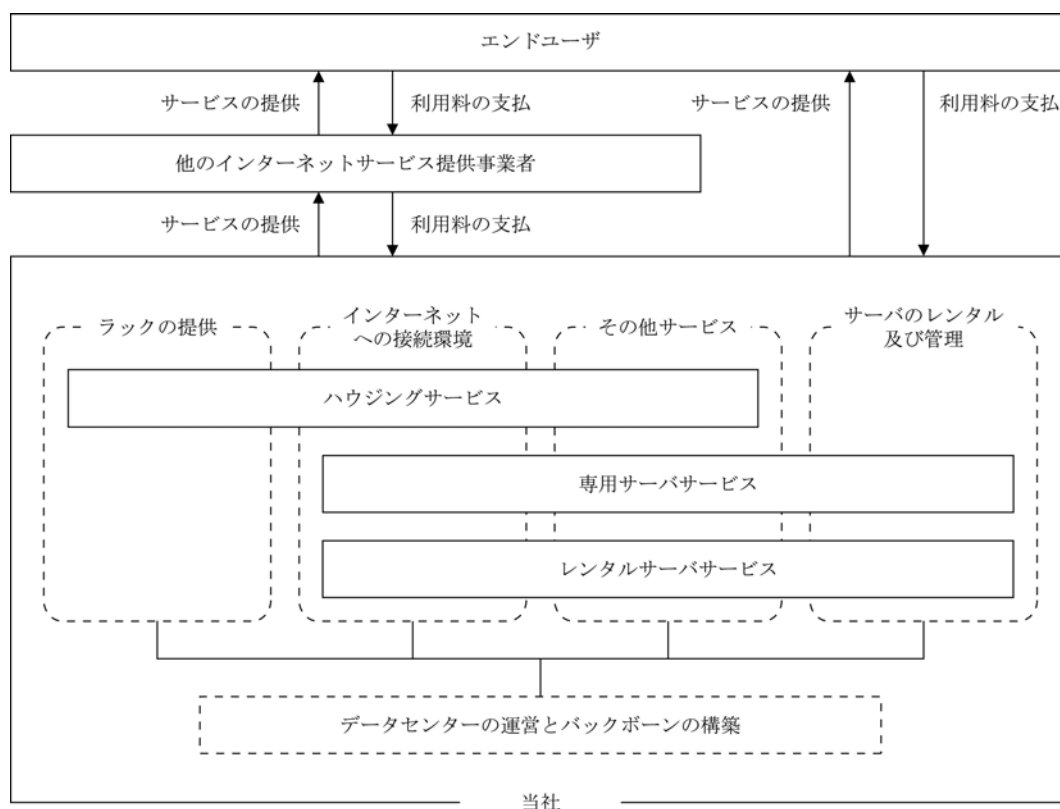 エンドユーザ
サービスの提供
利用料の支払
サービスの提供
利用料の支払
他のインターネットサービス提供事業者
サービスの提供
利用料の支払
ラックの提供
インターネット
への接続環境
その他サービス
サーバのレンタル
及び管理
ハウジングサービス
専用サーバサービス
レンタルサーバサービス
データセンターの運営とバックボーンの構築
当社